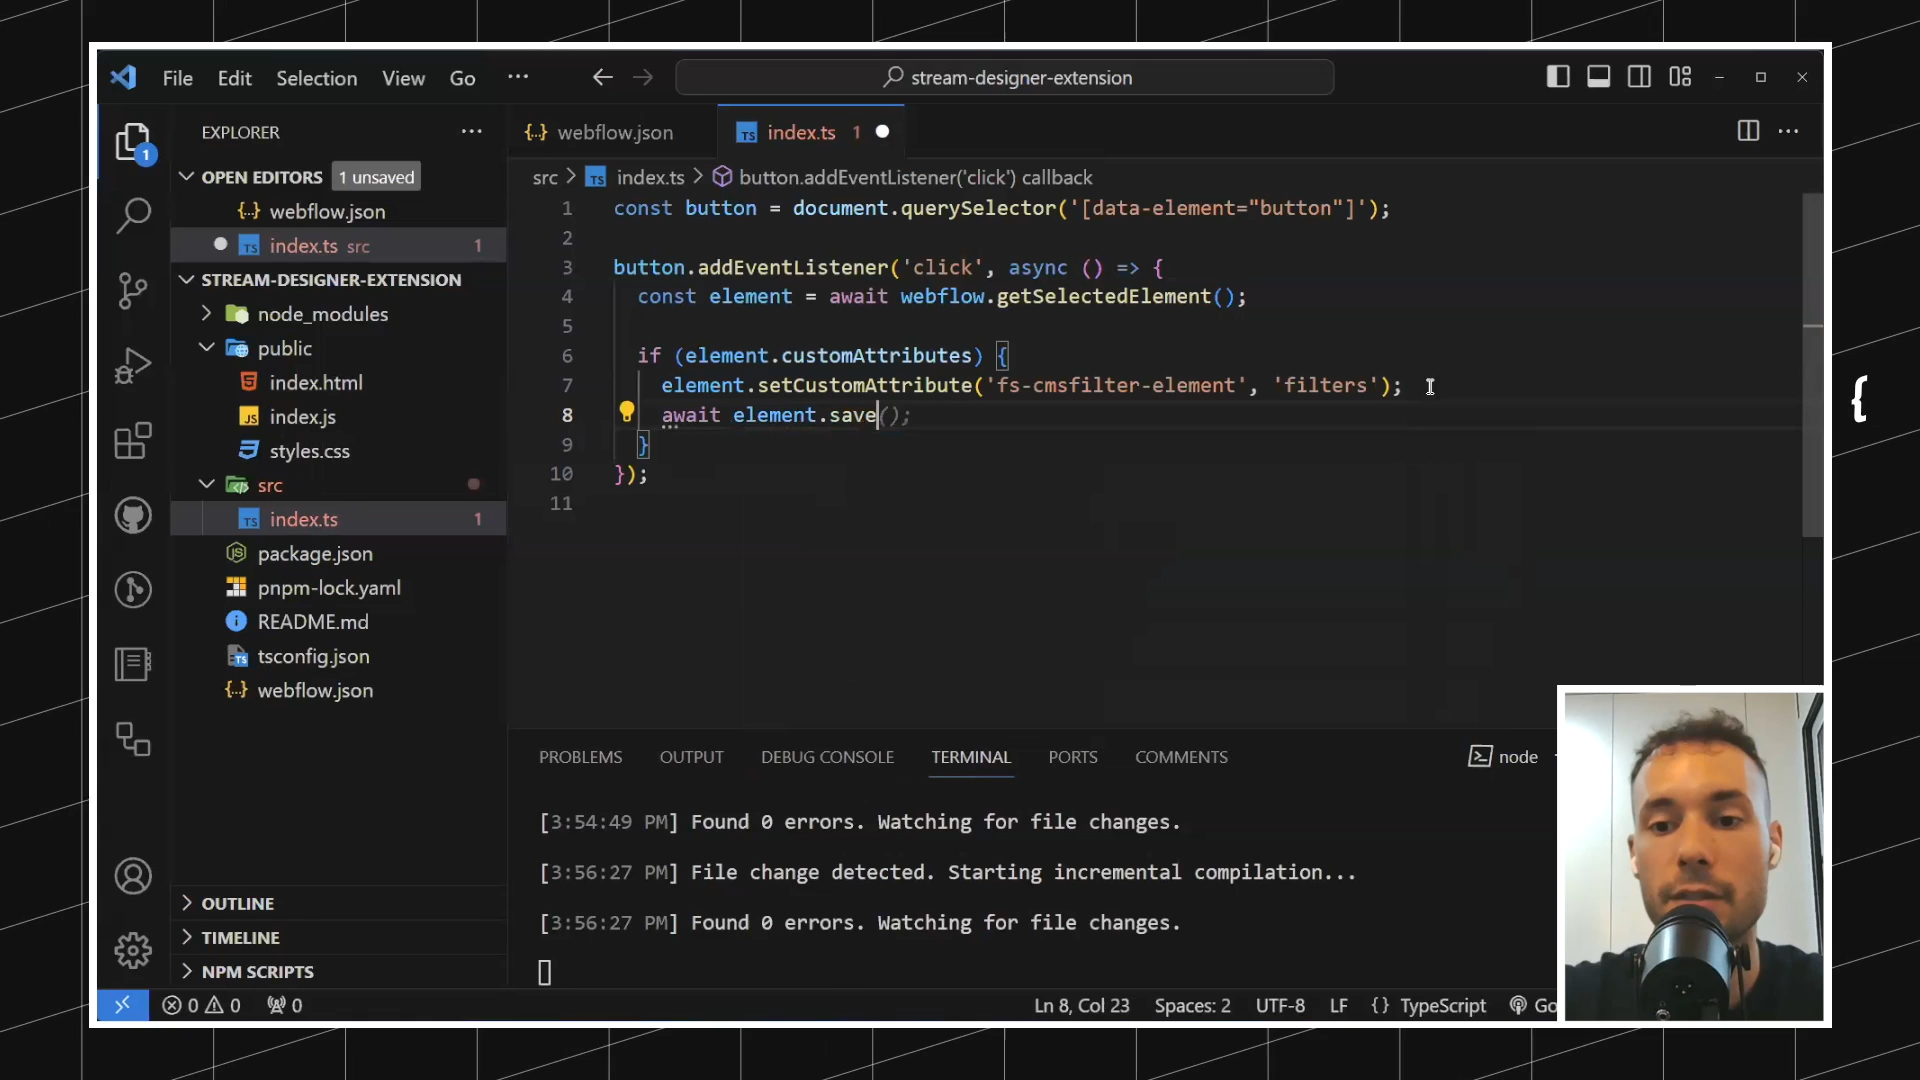 File Edit Selection View Go ··· stream-designer-extension
EXPLORER ···
OPEN EDITORS 1 unsaved
webflow.json
index.ts src 1
STREAM-DESIGNER-EXTENSION
node_modules
public
index.html
JS index.js
styles.css
src
TS index.ts 1
package.json
pnpm-lock.yaml
README.md
tsconfig.json
webflow.json
OUTLINE
TIMELINE
NPM SCRIPTS
1
{..} webflow.json TS index.ts 1
src > TS index.ts > button.addEventListener('click') callback
1 const button = document.querySelector('[data-element="button"]');
2
3 button.addEventListener('click', async () => {
4 const element = await webflow.getSelectedElement();
5
6 if (element.customAttributes) {
7 element.setCustomAttribute('fs-cmsfilter-element', 'filters');
8 await element.save();
9 }
10 });
11
PROBLEMS OUTPUT DEBUG CONSOLE TERMINAL PORTS COMMENTS node
[3:54:49 PM] Found 0 errors. Watching for file changes.
[3:56:27 PM] File change detected. Starting incremental compilation...
[3:56:27 PM] Found 0 errors. Watching for file changes.
0 0 0 Ln 8, Col 23 Spaces: 2 UTF-8 LF {} TypeScript Go
{